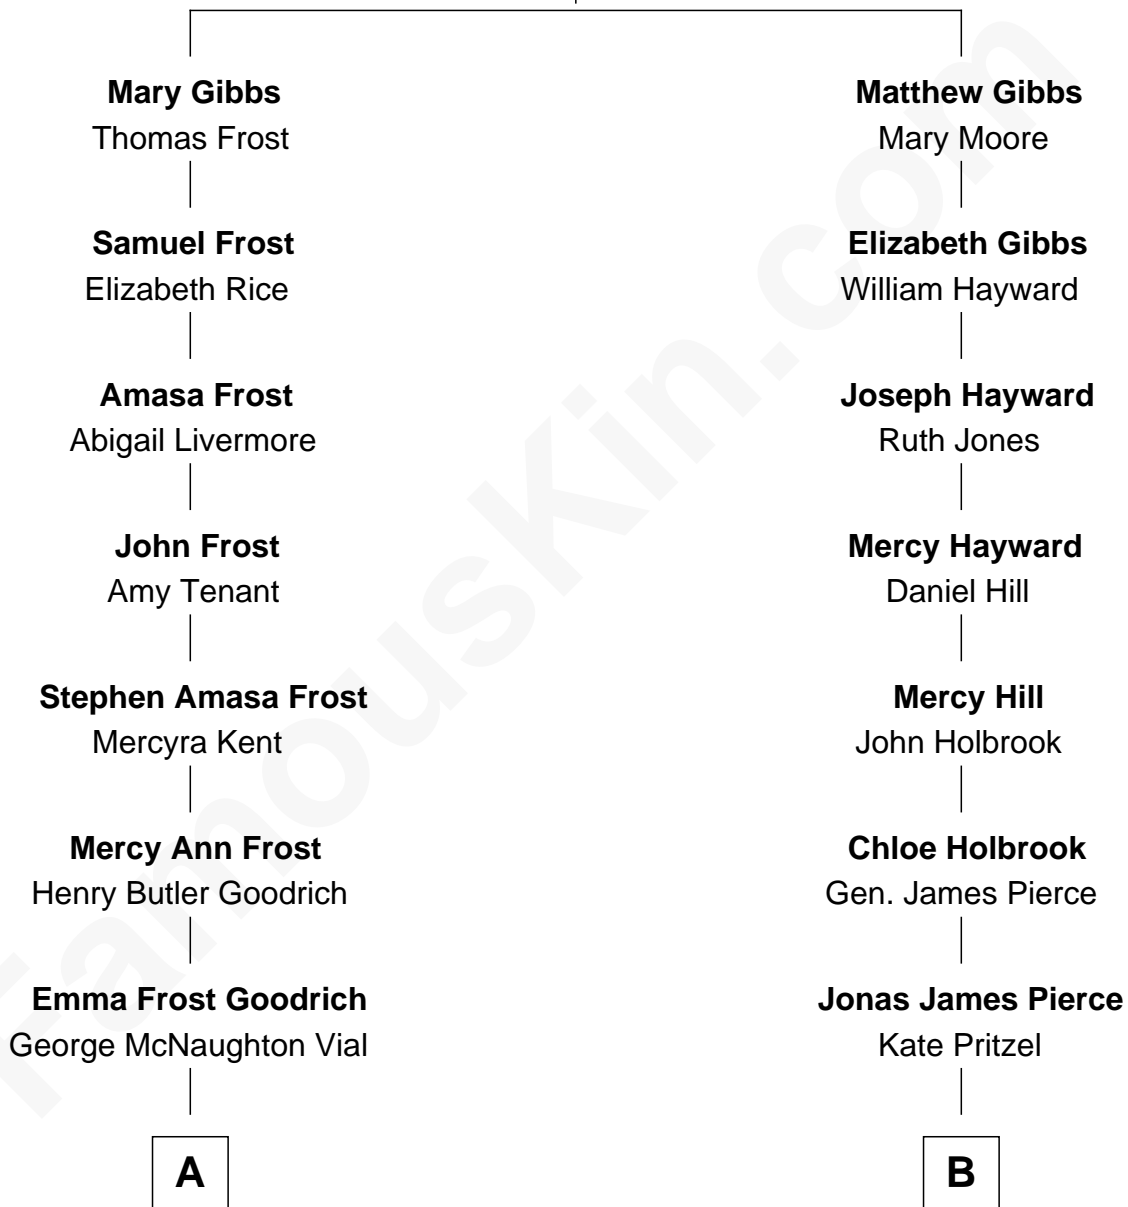 Mary Gibbs
Thomas Frost
Matthew Gibbs
Mary Moore
Samuel Frost
Elizabeth Rice
Elizabeth Gibbs
William Hayward
Amasa Frost
Abigail Livermore
Joseph Hayward
Ruth Jones
John Frost
Amy Tenant
Mercy Hayward
Daniel Hill
Stephen Amasa Frost
Mercyra Kent
Mercy Hill
John Holbrook
Mercy Ann Frost
Henry Butler Goodrich
Chloe Holbrook
Gen. James Pierce
Emma Frost Goodrich
George McNaughton Vial
Jonas James Pierce
Kate Pritzel
A
B
FamousKin.com